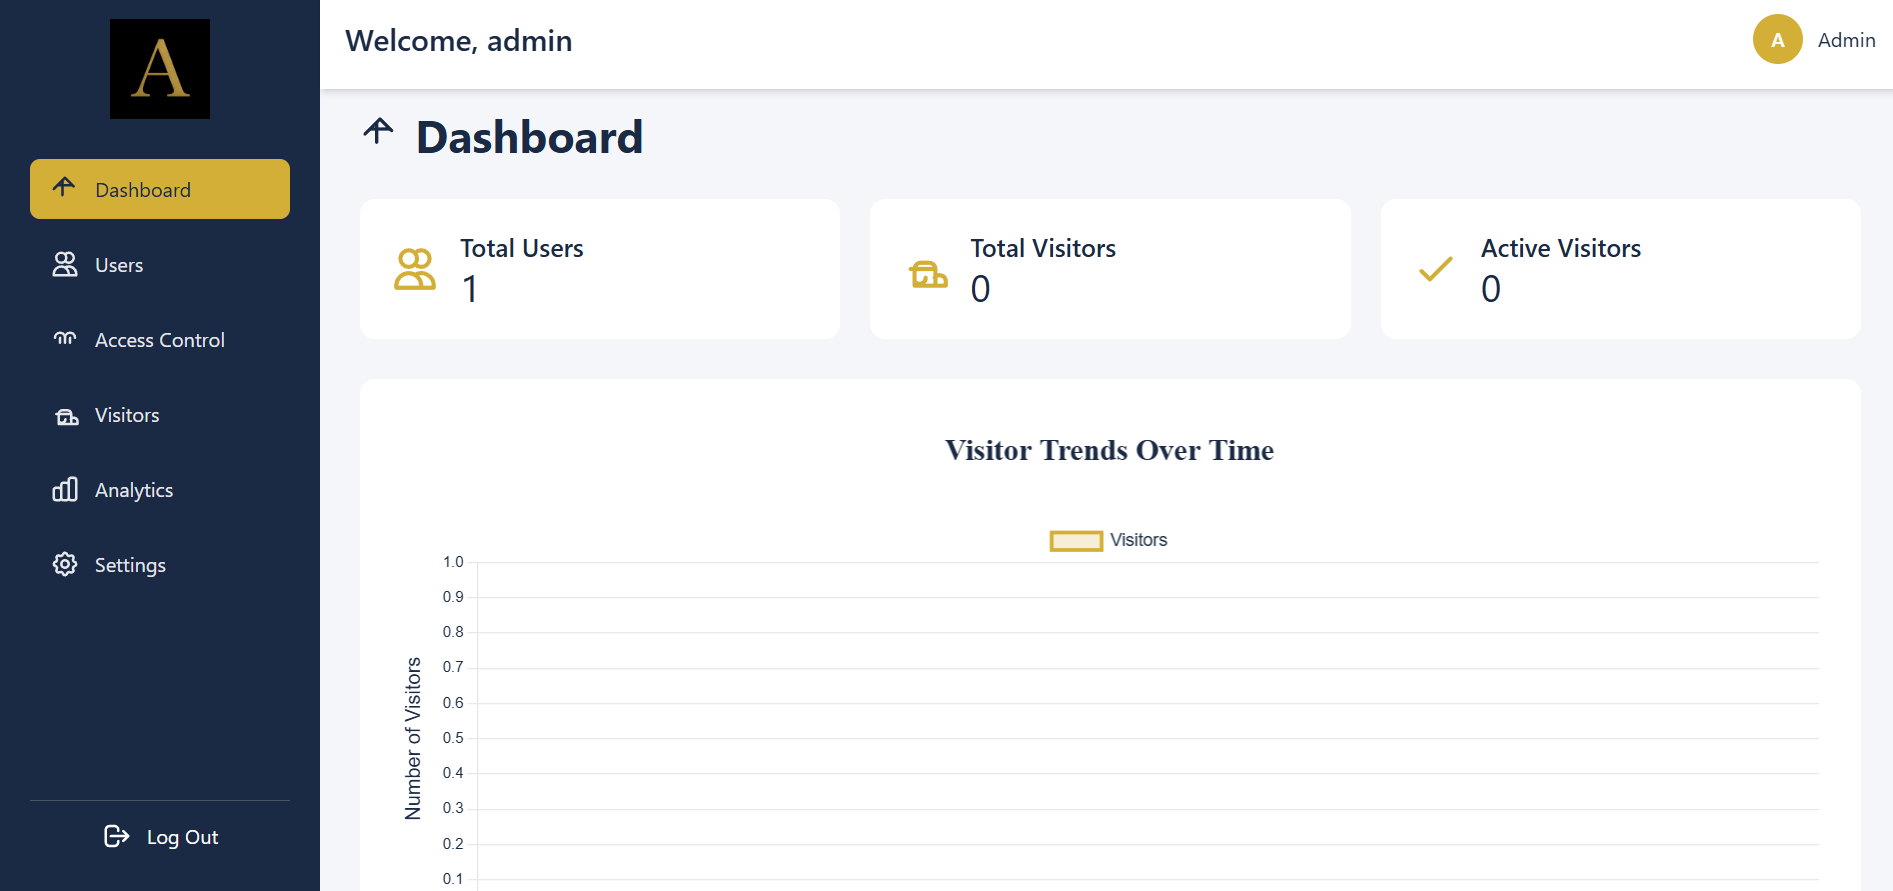 A
Dashboard
Users
Access Control
Visitors
Analytics
Settings
Log Out
Welcome, admin
A
Admin
Dashboard
Total Users
1
Total Visitors
0
Active Visitors
0
Visitor Trends Over Time
Visitors
Number of Visitors
1.0
0.9
0.8
0.7
0.6
0.5
0.4
0.3
0.2
0.1